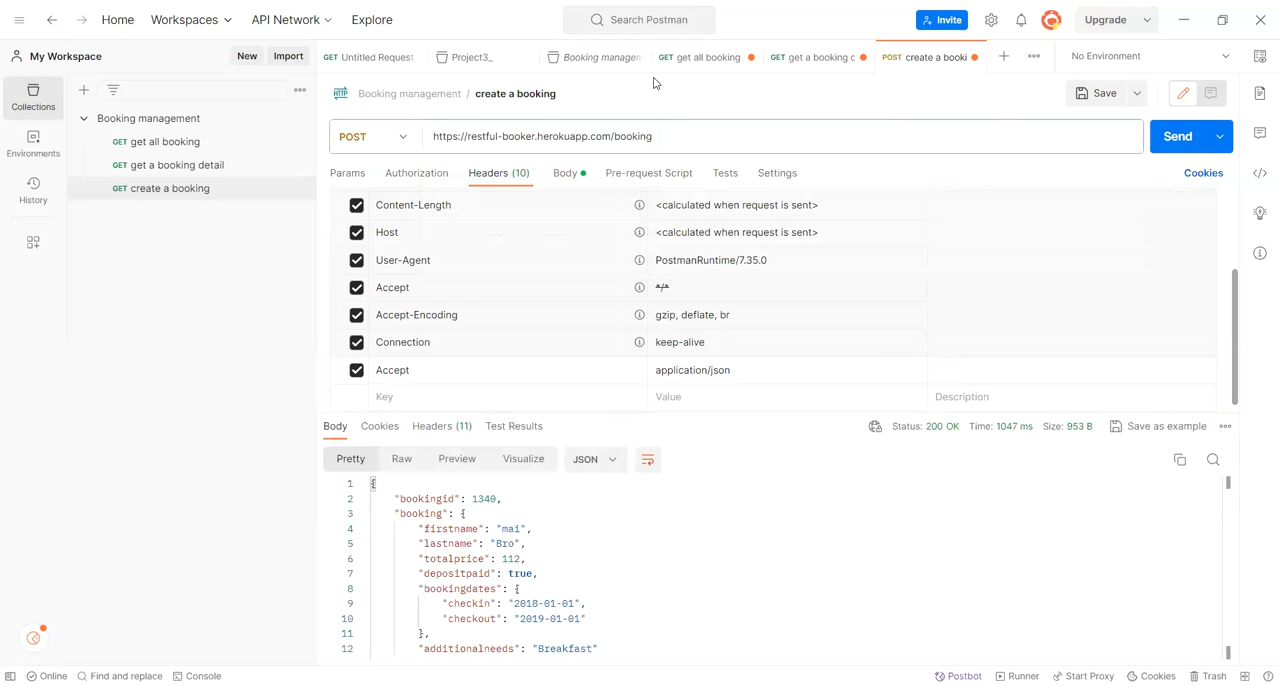 Home Workspaces API Network Explore Search Postman Invite Upgrade
My Workspace New Import GET Untitled Request Project3_ Booking managem GET get all booking GET get a booking c POST create a booki No Environment
Collections
Environments
History
Booking management
GET get all booking
GET get a booking detail
GET create a booking
HTTP Booking management / create a booking Save
POST https://restful-booker.herokuapp.com/booking Send
Params Authorization Headers (10) Body Pre-request Script Tests Settings Cookies
Content-Length <calculated when request is sent>
Host <calculated when request is sent>
User-Agent PostmanRuntime/7.35.0
Accept */*
Accept-Encoding gzip, deflate, br
Connection keep-alive
Accept application/json
Key Value Description
Body Cookies Headers (11) Test Results Status: 200 OK Time: 1047 ms Size: 953 B Save as example
Pretty Raw Preview Visualize JSON
1 {
2 "bookingid": 1340,
3 "booking": {
4 "firstname": "mai",
5 "lastname": "Bro",
6 "totalprice": 112,
7 "depositpaid": true,
8 "bookingdates": {
9 "checkin": "2018-01-01",
10 "checkout": "2019-01-01"
11 },
12 "additionalneeds": "Breakfast"
Online Find and replace Console Postbot Runner Start Proxy Cookies Trash